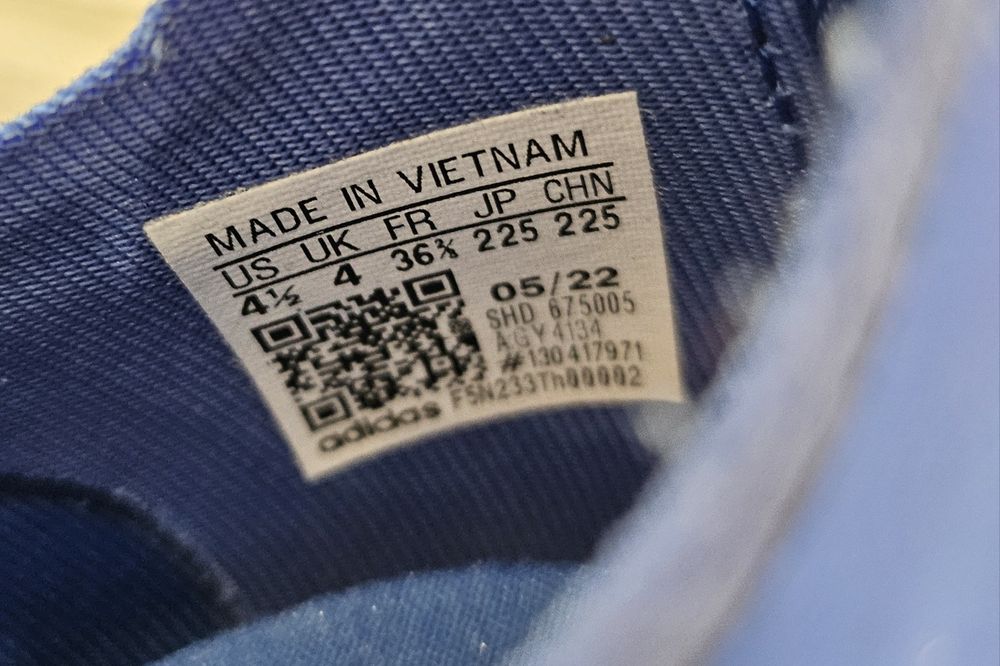 MADE IN VIETNAM
US UK FR JP CHN
4½ 4 36⅔ 225 225
05/22
SHD 675005
AGY4134
#130417971
F5N233Th00002
adidas